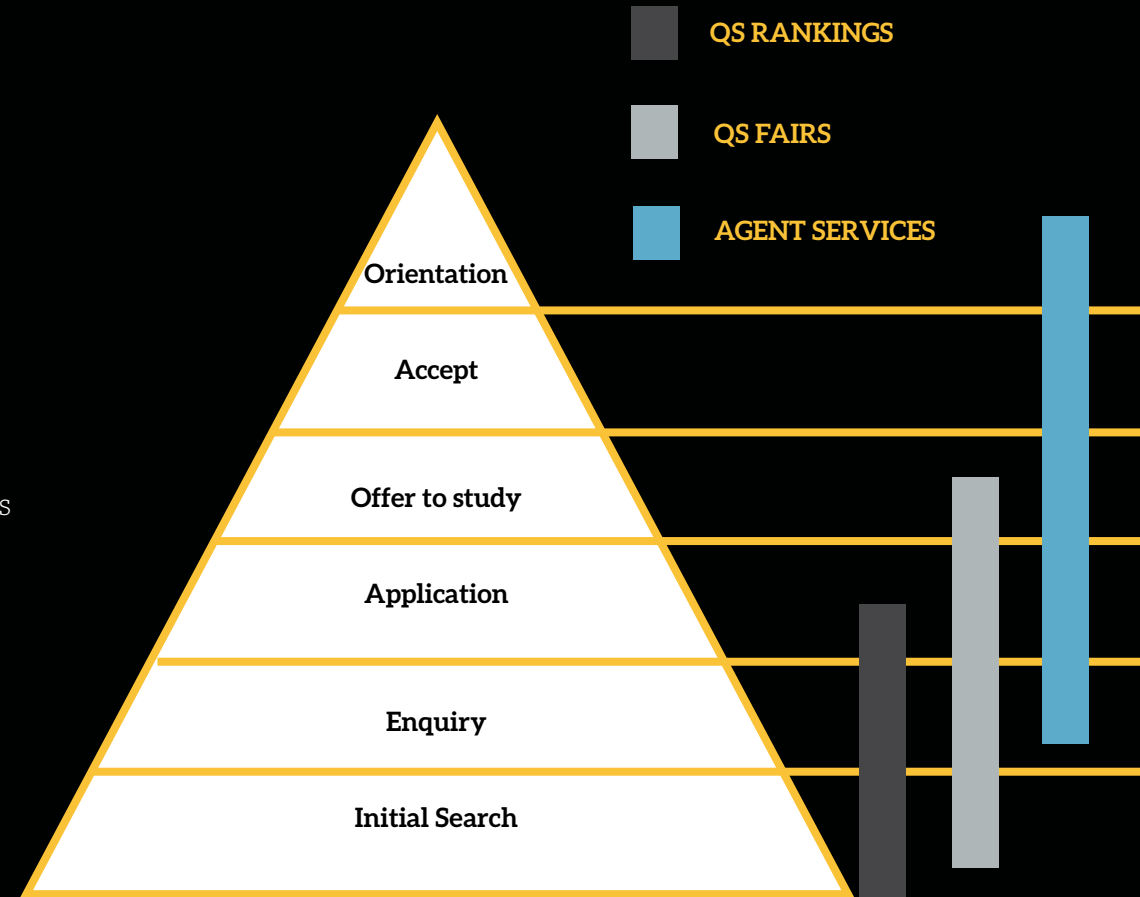 QS RANKINGS
QS FAIRS
AGENT SERVICES
Orientation
Accept
Offer to study
s
Application
Enquiry
Initial Search